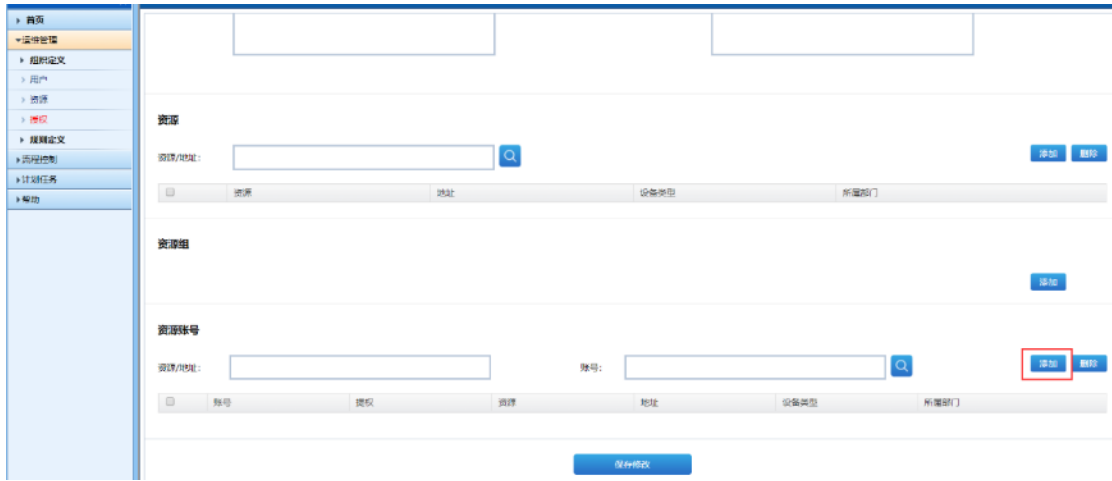 首页
运维管理
组织定义
用户
资源
授权
规则定义
流程控制
计划任务
帮助
资源
资源/地址：
添加 删除
资源 地址 设备类型 所属部门
资源组
添加
资源账号
资源/地址： 账号： 添加 删除
账号 提权 资源 地址 设备类型 所属部门
保存修改